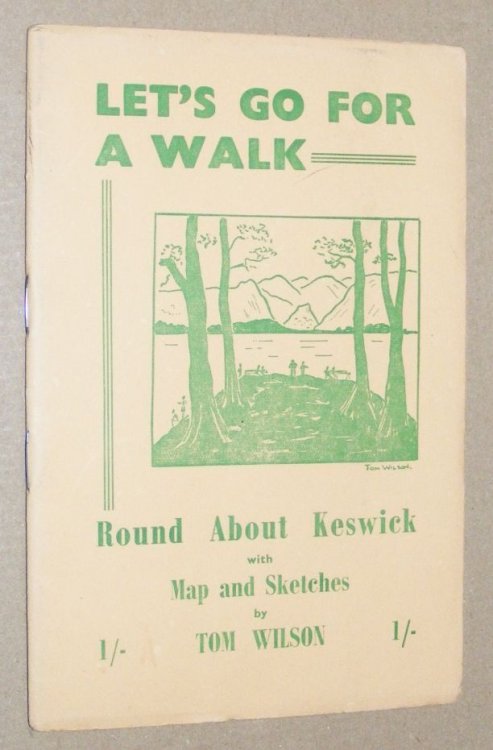 LET'S GO FOR
A WALK
Tom Wilson.
Round About Keswick
with
Map and Sketches
by
1/- TOM WILSON 1/-